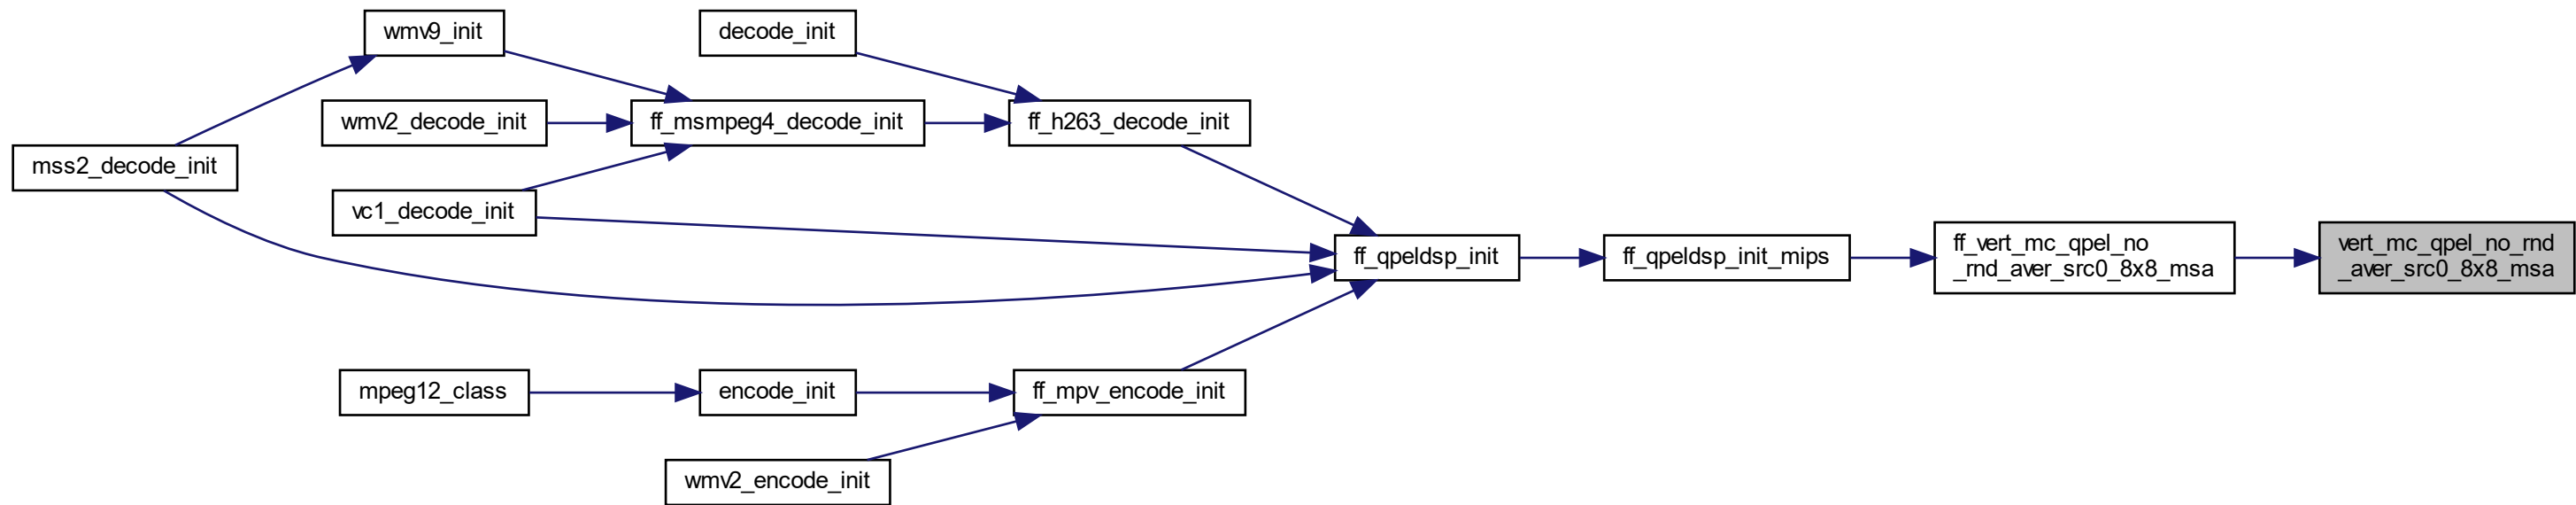 wmv9_init
decode_init
wmv2_decode_init
ff_msmpeg4_decode_init
ff_h263_decode_init
mss2_decode_init
vc1_decode_init
ff_qpeldsp_init
ff_qpeldsp_init_mips
ff_vert_mc_qpel_no
_rnd_aver_src0_8x8_msa
vert_mc_qpel_no_rnd
_aver_src0_8x8_msa
mpeg12_class
encode_init
ff_mpv_encode_init
wmv2_encode_init